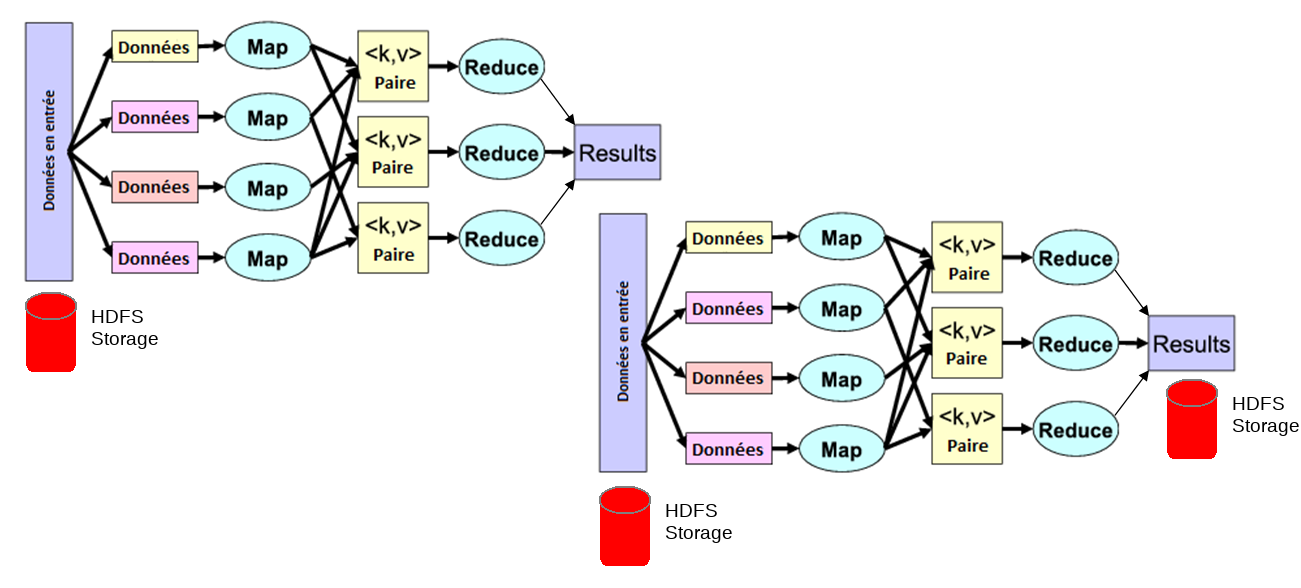 Données en entrée
Données
Map
Données
Map
Données
Map
Données
Map
<k,v>
Paire
<k,v>
Paire
<k,v>
Paire
Reduce
Reduce
Reduce
Results
HDFS
Storage
Données en entrée
Données
Map
Données
Map
Données
Map
Données
Map
<k,v>
Paire
<k,v>
Paire
<k,v>
Paire
Reduce
Reduce
Reduce
Results
HDFS
Storage
HDFS
Storage